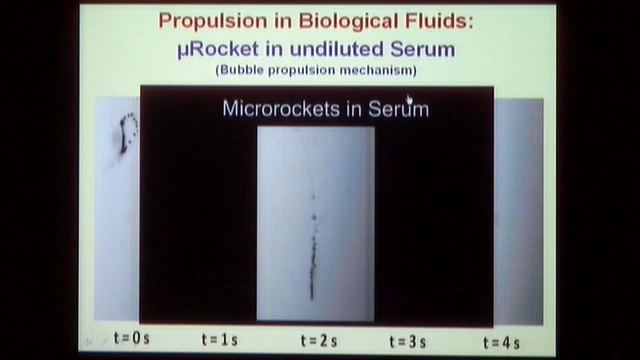 Propulsion in Biological Fluids:
µRocket in undiluted Serum
(Bubble propulsion mechanism)
Microrockets in Serum
t=0s t=1s t=2s t=3s t=4s